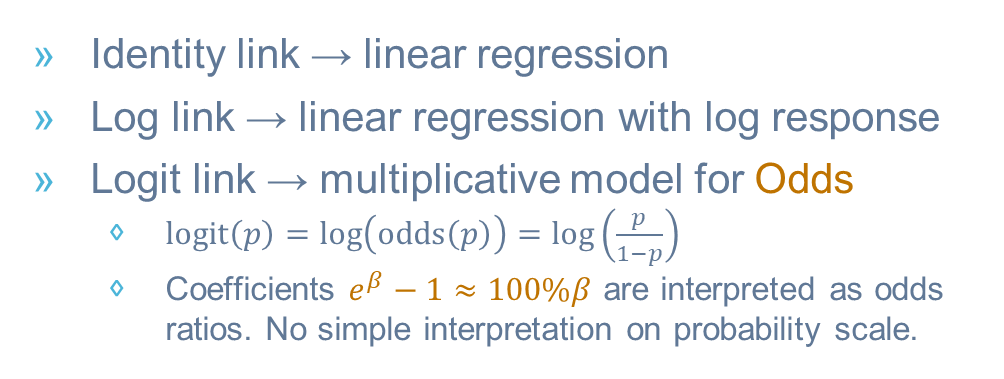 » Identity link → linear regression
» Log link → linear regression with log response
» Logit link → multiplicative model for Odds
◊ logit(p) = log(odds(p)) = log(p/(1−p))
◊ Coefficients e^β − 1 ≈ 100%β are interpreted as odds
ratios. No simple interpretation on probability scale.